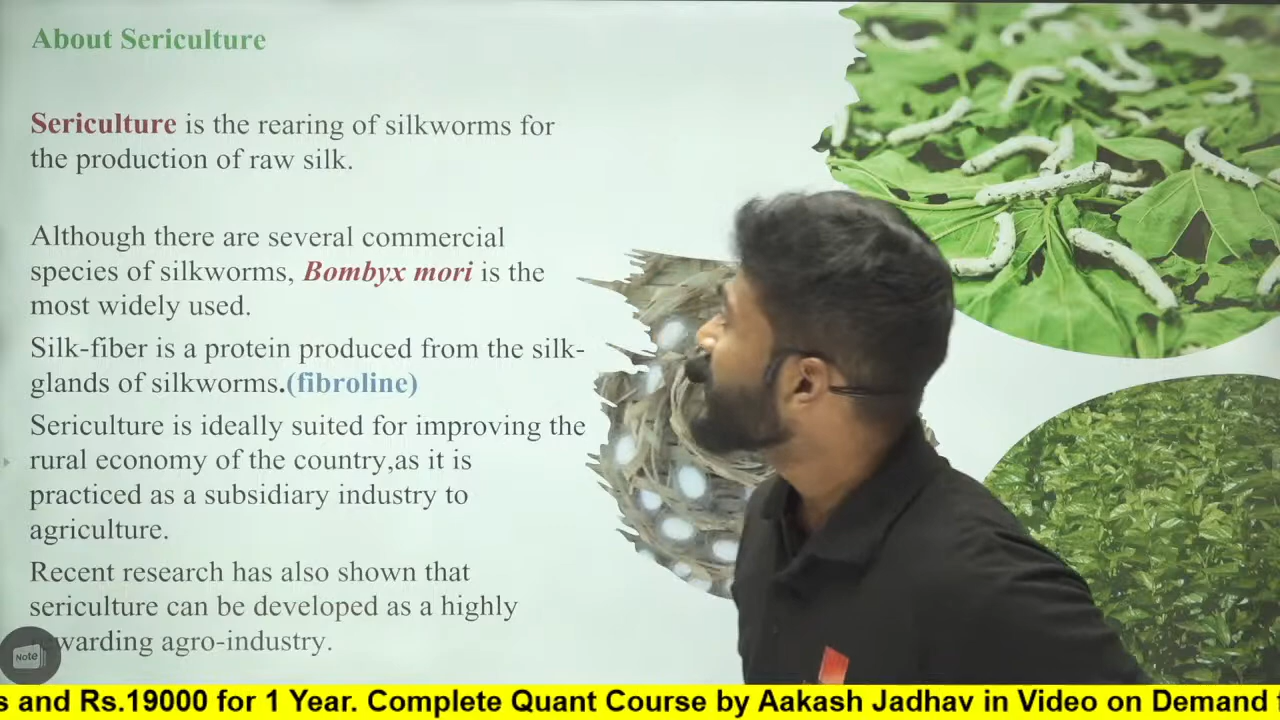 About Sericulture
Sericulture is the rearing of silkworms for
the production of raw silk.
Although there are several commercial
species of silkworms, Bombyx mori is the
most widely used.
Silk-fiber is a protein produced from the silk-
glands of silkworms.(fibroline)
Sericulture is ideally suited for improving the
rural economy of the country,as it is
practiced as a subsidiary industry to
agriculture.
Recent research has also shown that
sericulture can be developed as a highly
rewarding agro-industry.
Note
s and Rs.19000 for 1 Year. Complete Quant Course by Aakash Jadhav in Video on Demand